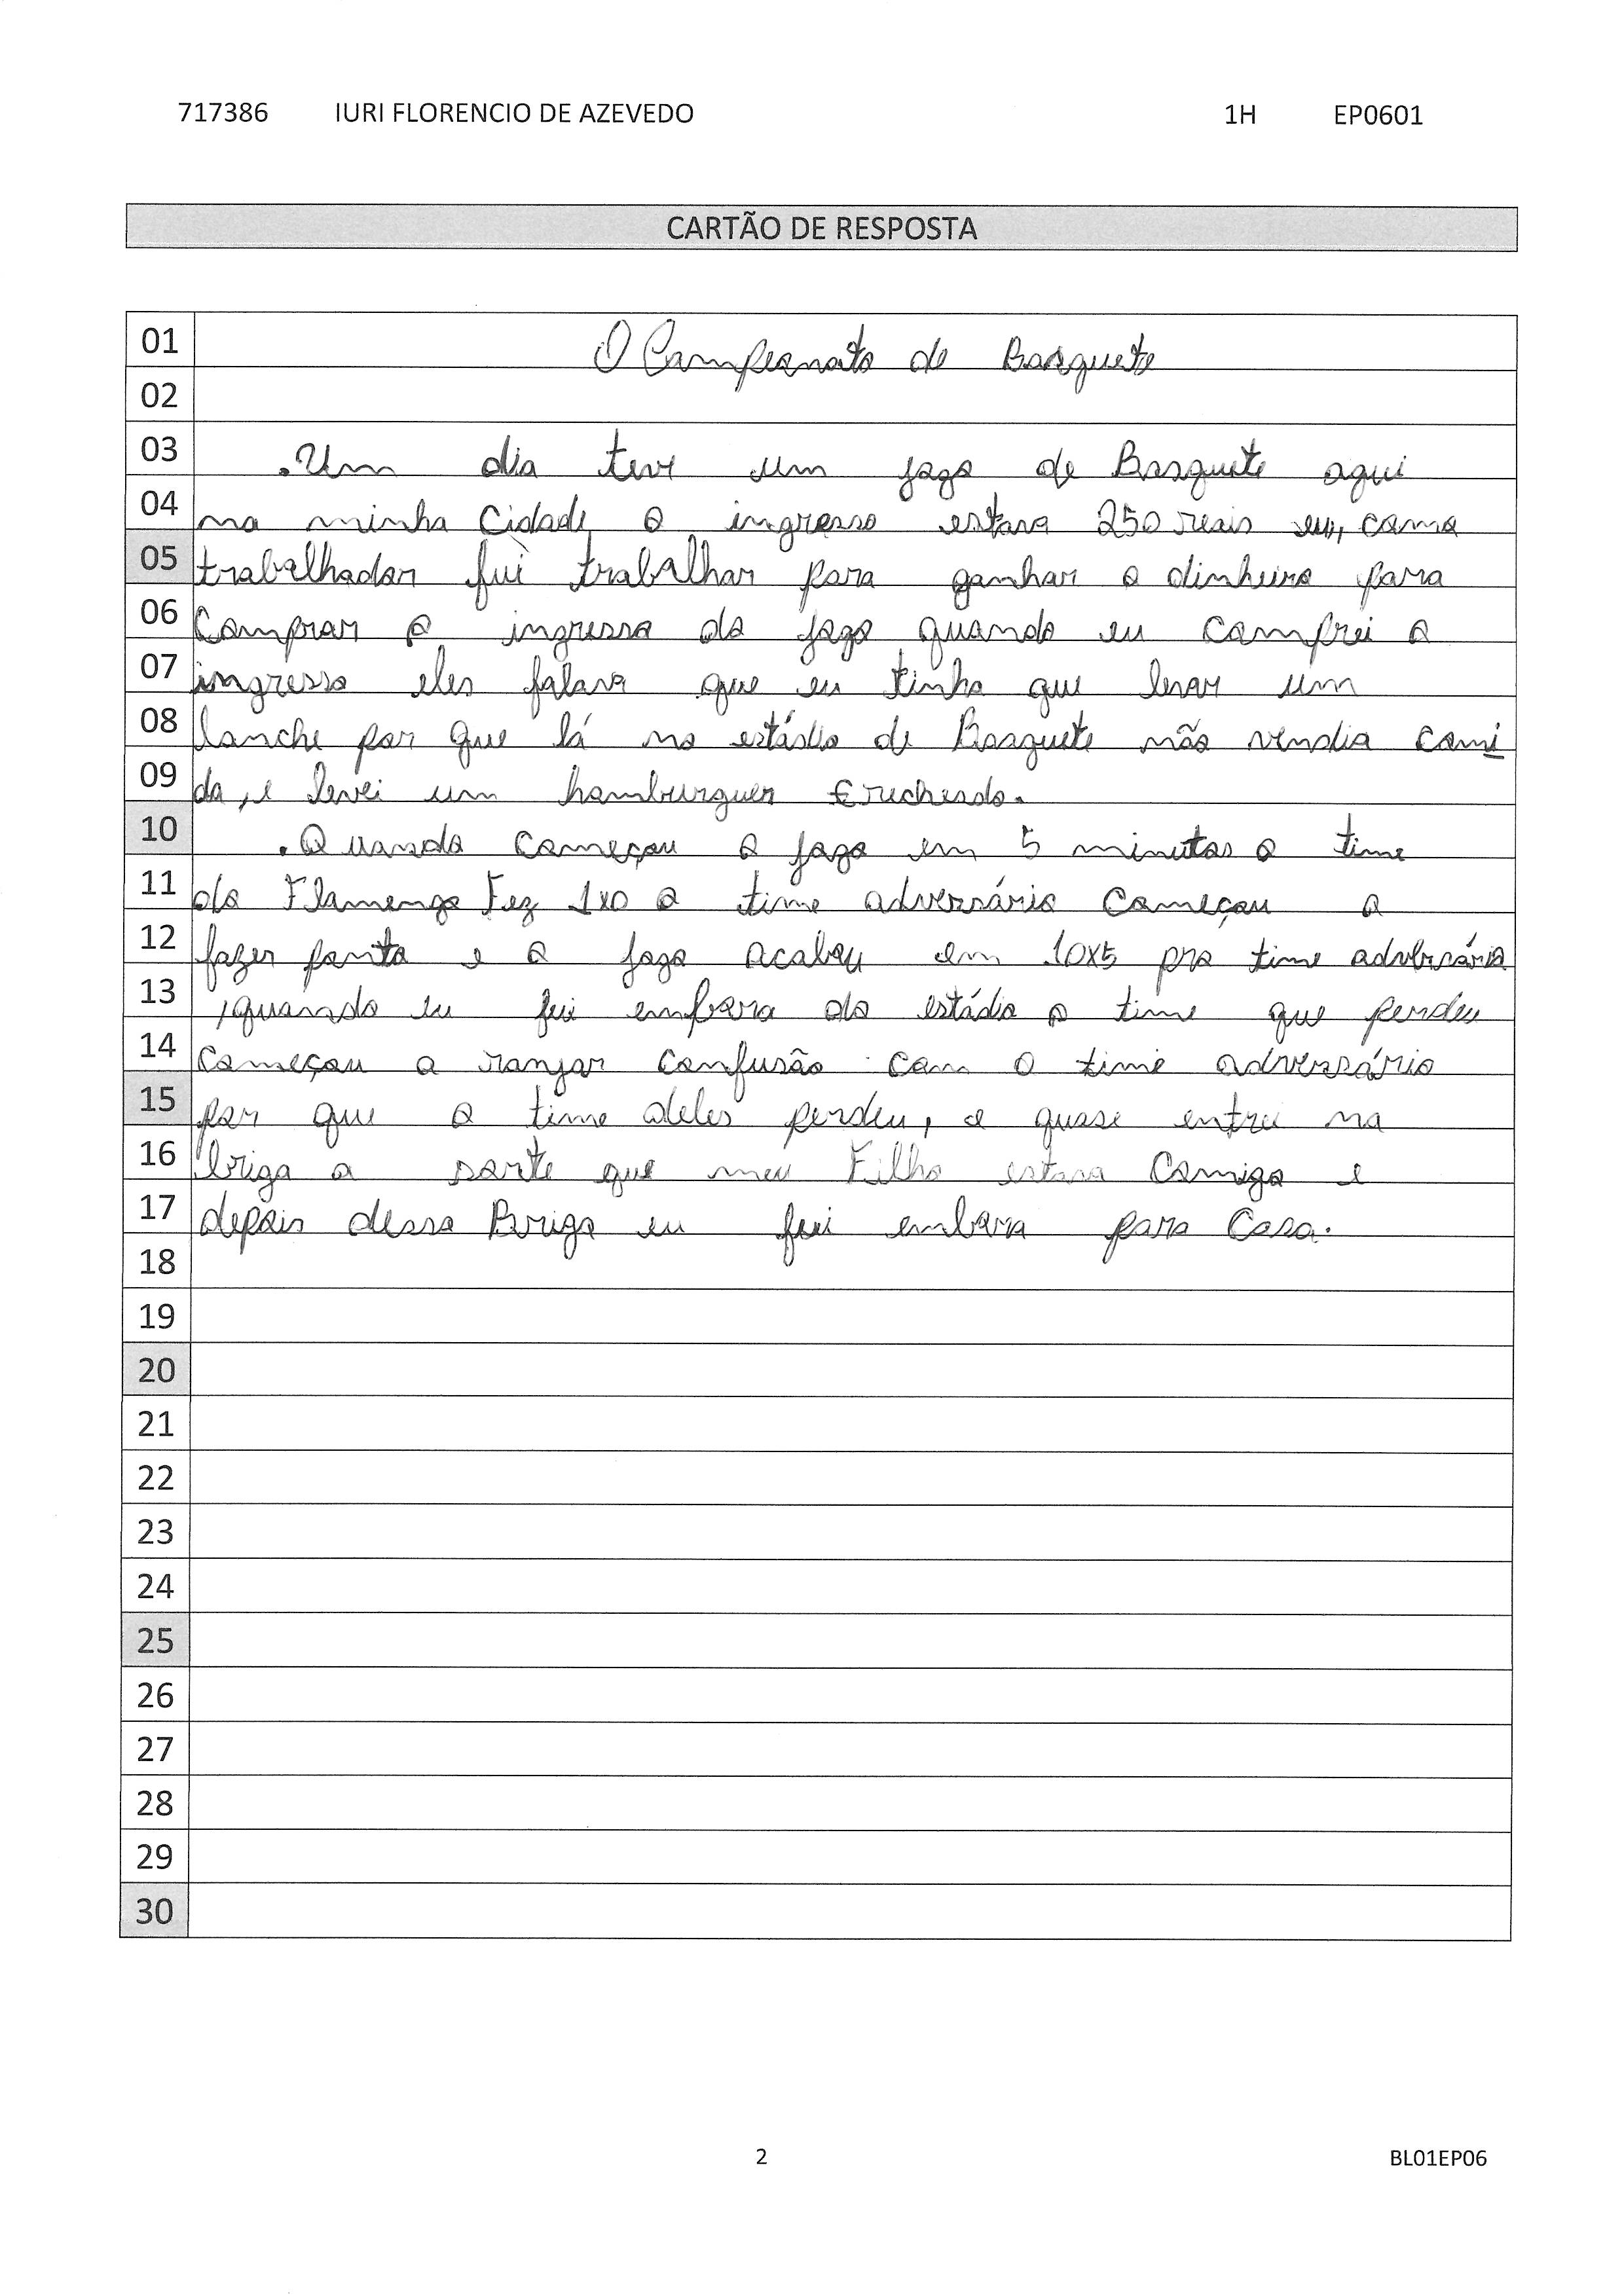 717386 IURI FLORENCIO DE AZEVEDO 1H EP0601
CARTÃO DE RESPOSTA
01 O Campeonato de Basquete
02
03 .Um dia teve um jogo de Basquete aqui
04 na minha Cidade, o ingresso estava 250 reais eu, como
05 trabalhador fui trabalhar para ganhar o dinheiro para
06 Comprar o ingresso do jogo quando eu comprei o
07 ingresso eles falava que eu tinha que levar um
08 lanche por que lá no estádio de Basquete não vendia comi
09 da, e levei um hamburguer
10 .Quando começou o jogo em 5 minutos o time
11 do Flamengo Fez 1x0 o time adversário Começou a
12 fazer ponto e o jogo acabou em 10x5 pro time adversário
13 ,quando eu fui embora do estádio o time que perdeu
14 Começou a ranjar Confusão com o time adversário
15 por que o time deles perdeu, e quase entrei na
16 briga a sorte que meu Filho estava Comigo e
17 depois dessa Briga eu fui embora para Casa.
18
19
20
21
22
23
24
25
26
27
28
29
30
2 BL01EP06